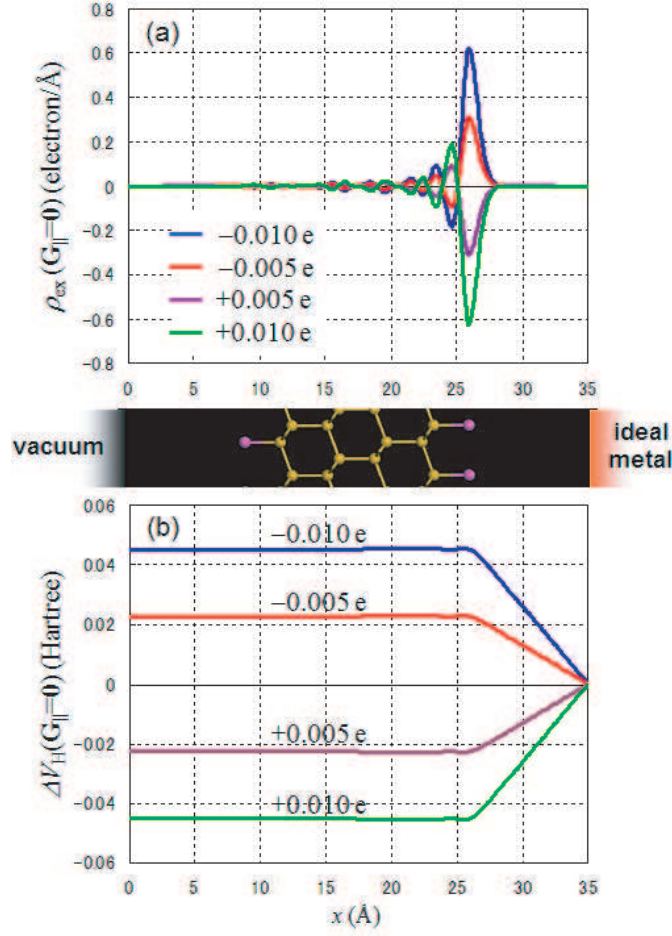 (a)
ρex (G∥=0) (electron/Å)
0.8
0.6
0.4
0.2
0
-0.2
-0.4
-0.6
-0.8
−0.010 e
−0.005 e
+0.005 e
+0.010 e
0 5 10 15 20 25 30 35
vacuum
ideal
metal
(b)
ΔVH(G∥=0) (Hartree)
0.06
0.04
0.02
0
-0.02
-0.04
-0.06
−0.010 e
−0.005 e
+0.005 e
+0.010 e
0 5 10 15 20 25 30 35
x (Å)